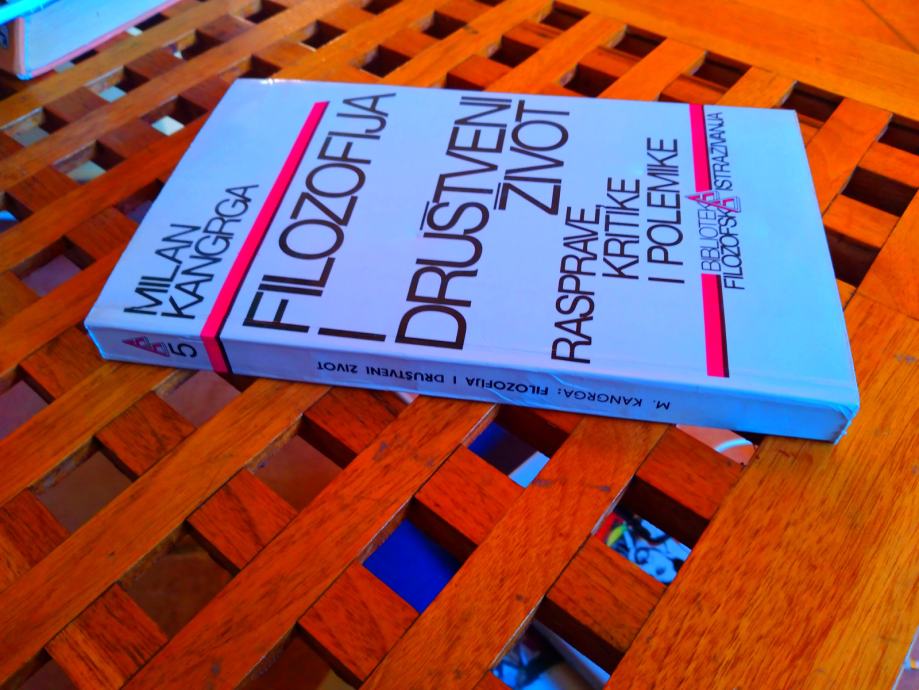 MILAN
KANGRGA
FILOZOFIJA
I
DRUŠTVENI
ŽIVOT
RASPRAVE,
KRITIKE
I POLEMIKE
BIBLIOTEKA
FILOZOFSKA ISTRAŽIVANJA
5
M. KANGRGA: FILOZOFIJA I DRUŠTVENI ŽIVOT